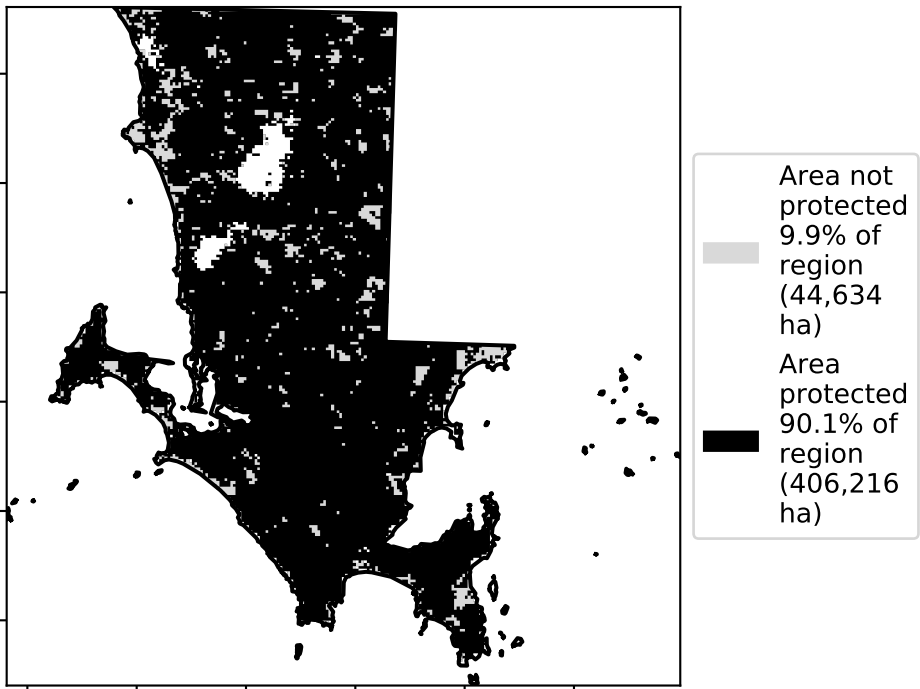 Area not
protected
9.9% of
region
(44,634
ha)
Area
protected
90.1% of
region
(406,216
ha)